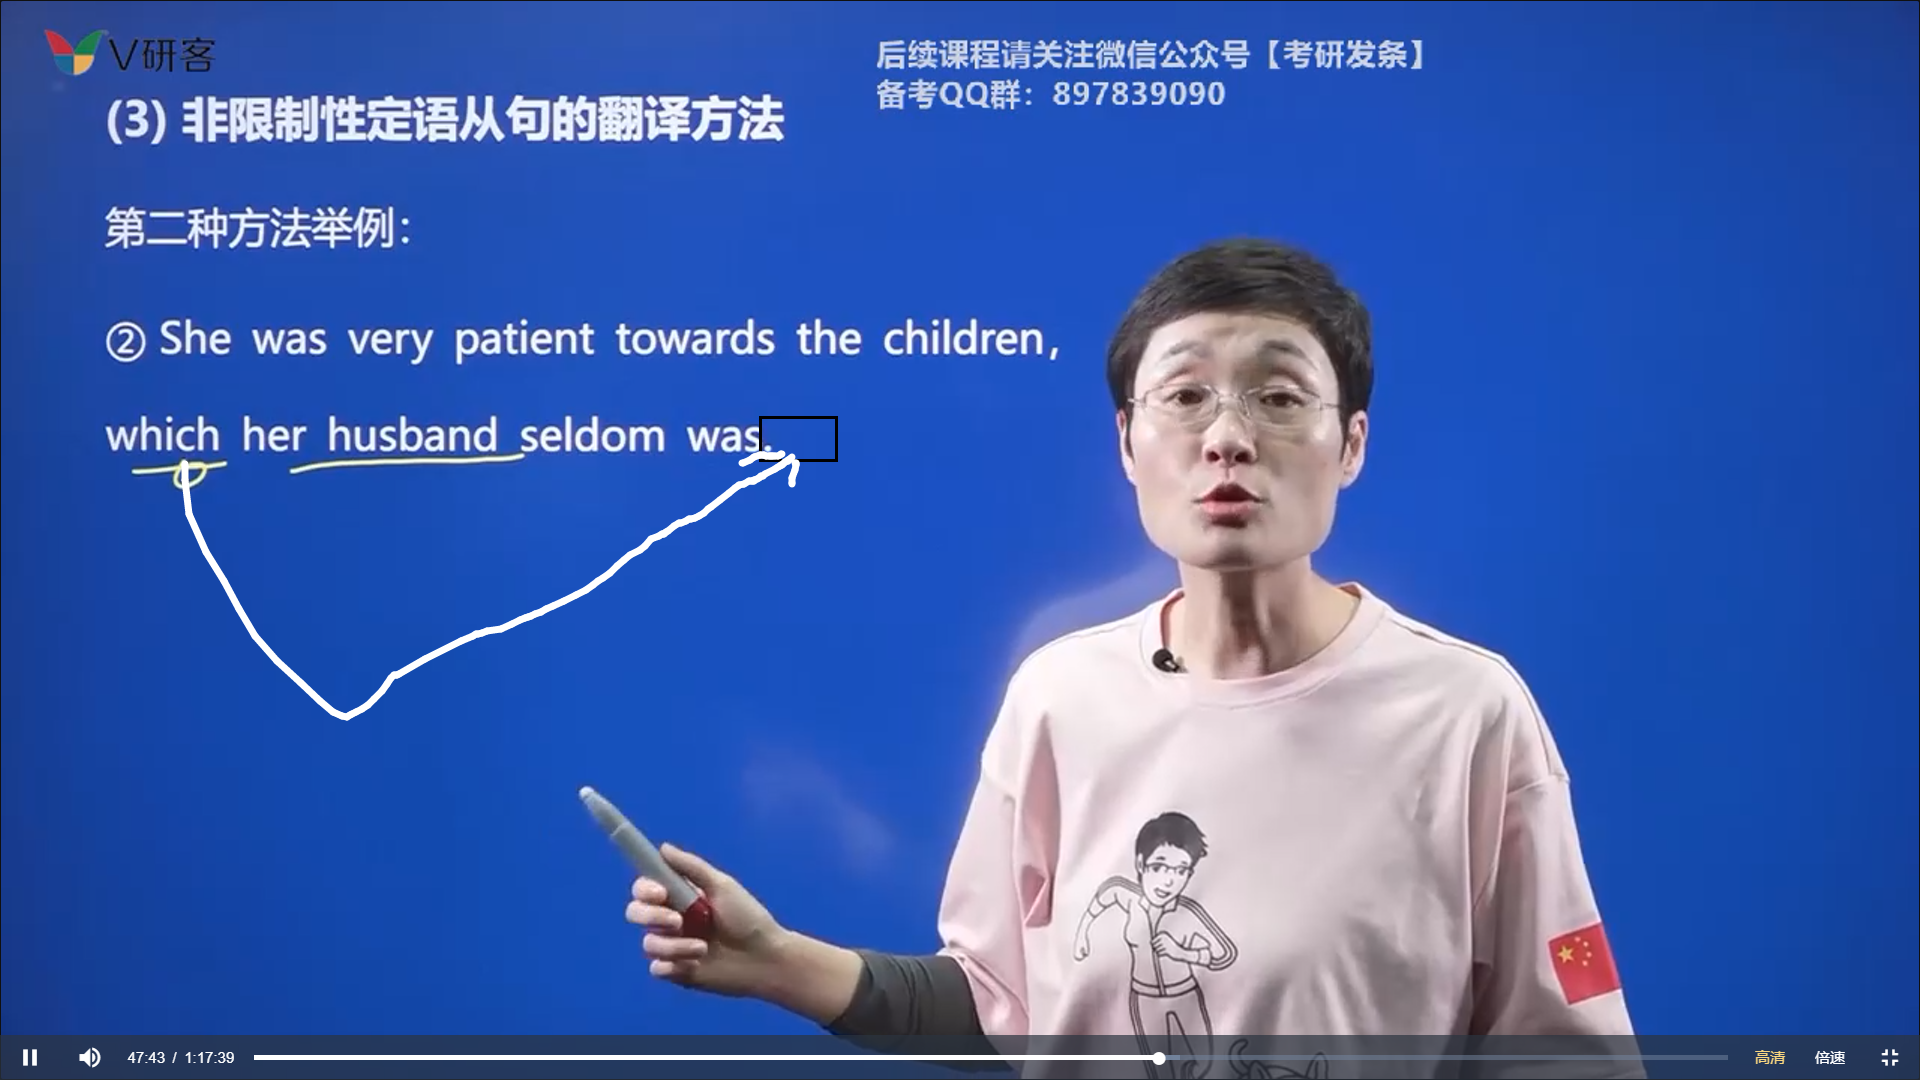 V研客
后续课程请关注微信公众号【考研发条】
备考QQ群：897839090
(3) 非限制性定语从句的翻译方法
第二种方法举例：
② She was very patient towards the children,
which her husband seldom was.
47:43 / 1:17:39
高清 倍速